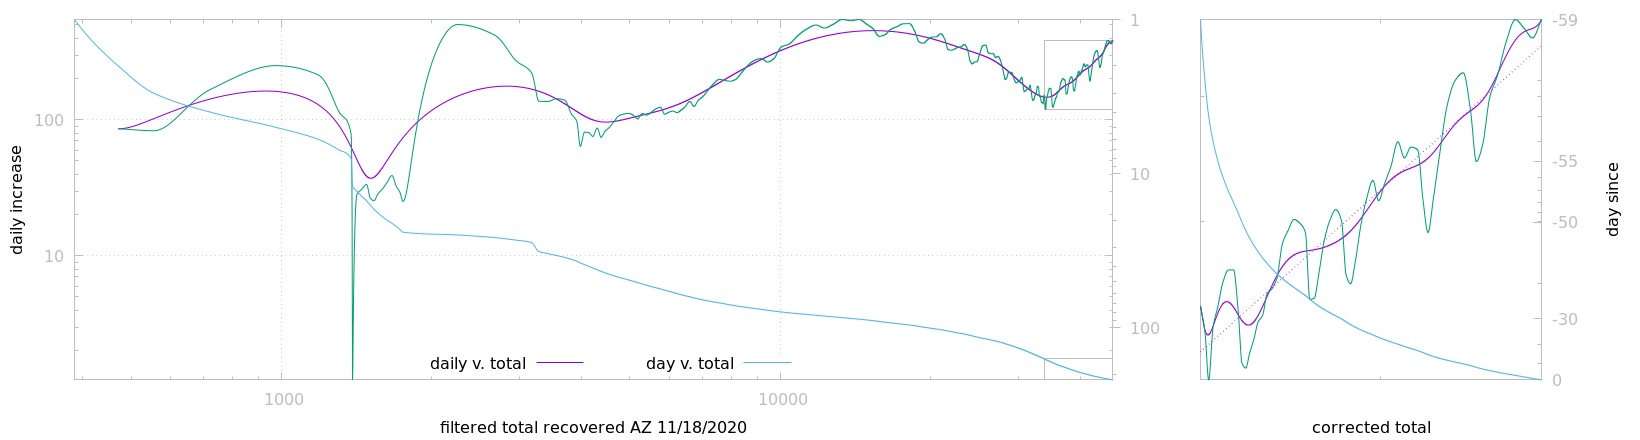 daily increase
100
10
1
10
100
daily v. total
day v. total
1000
10000
filtered total recovered AZ 11/18/2020
-59
-55
-50
-30
0
day since
corrected total